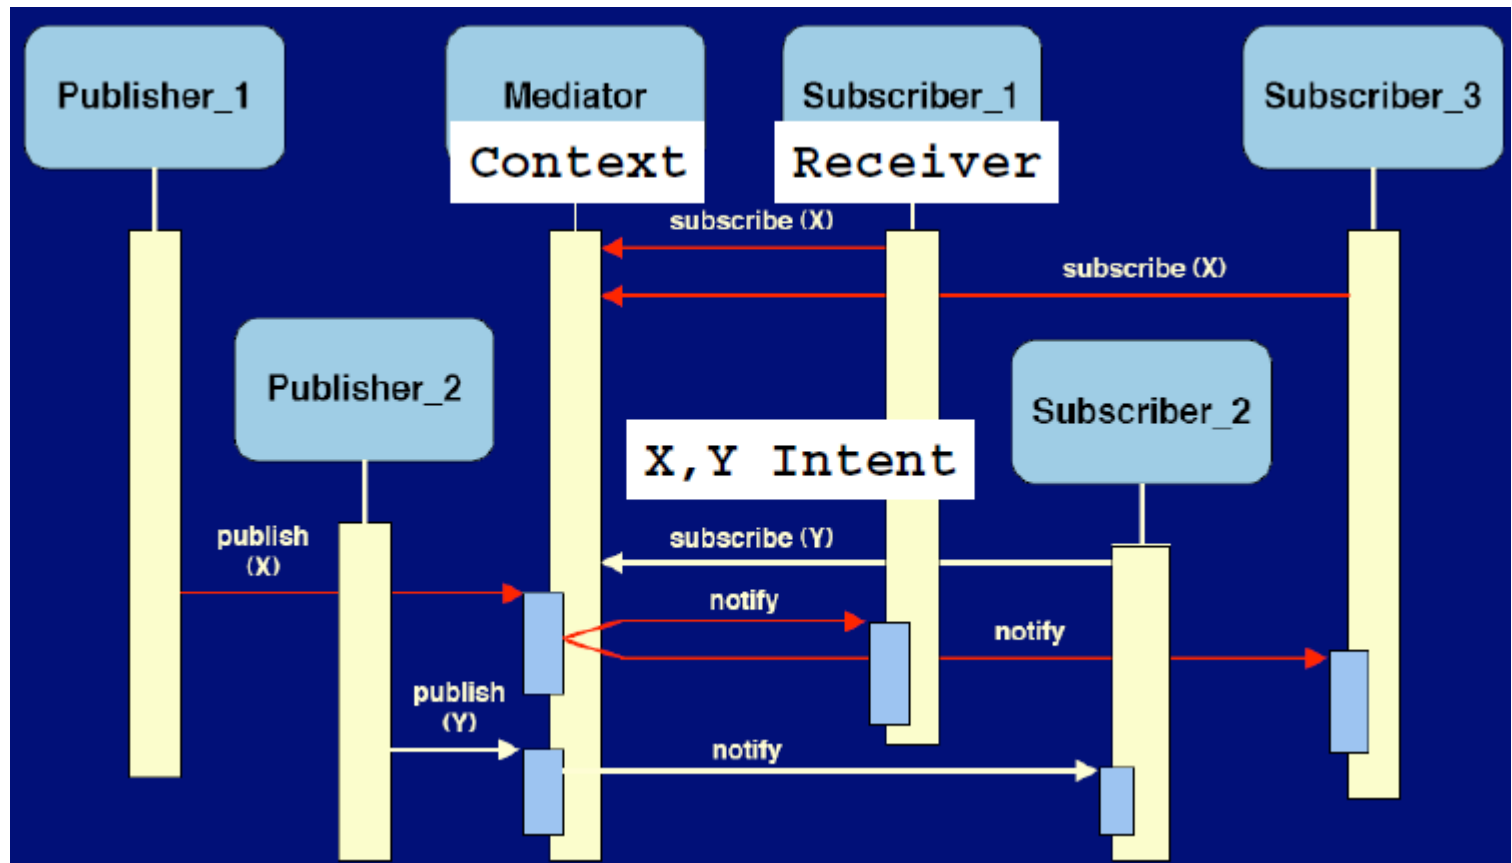 Publisher_1
Mediator
Subscriber_1
Subscriber_3
Context
Receiver
subscribe (X)
subscribe (X)
Publisher_2
Subscriber_2
X,Y Intent
publish
(X)
subscribe (Y)
notify
notify
publish
(Y)
notify